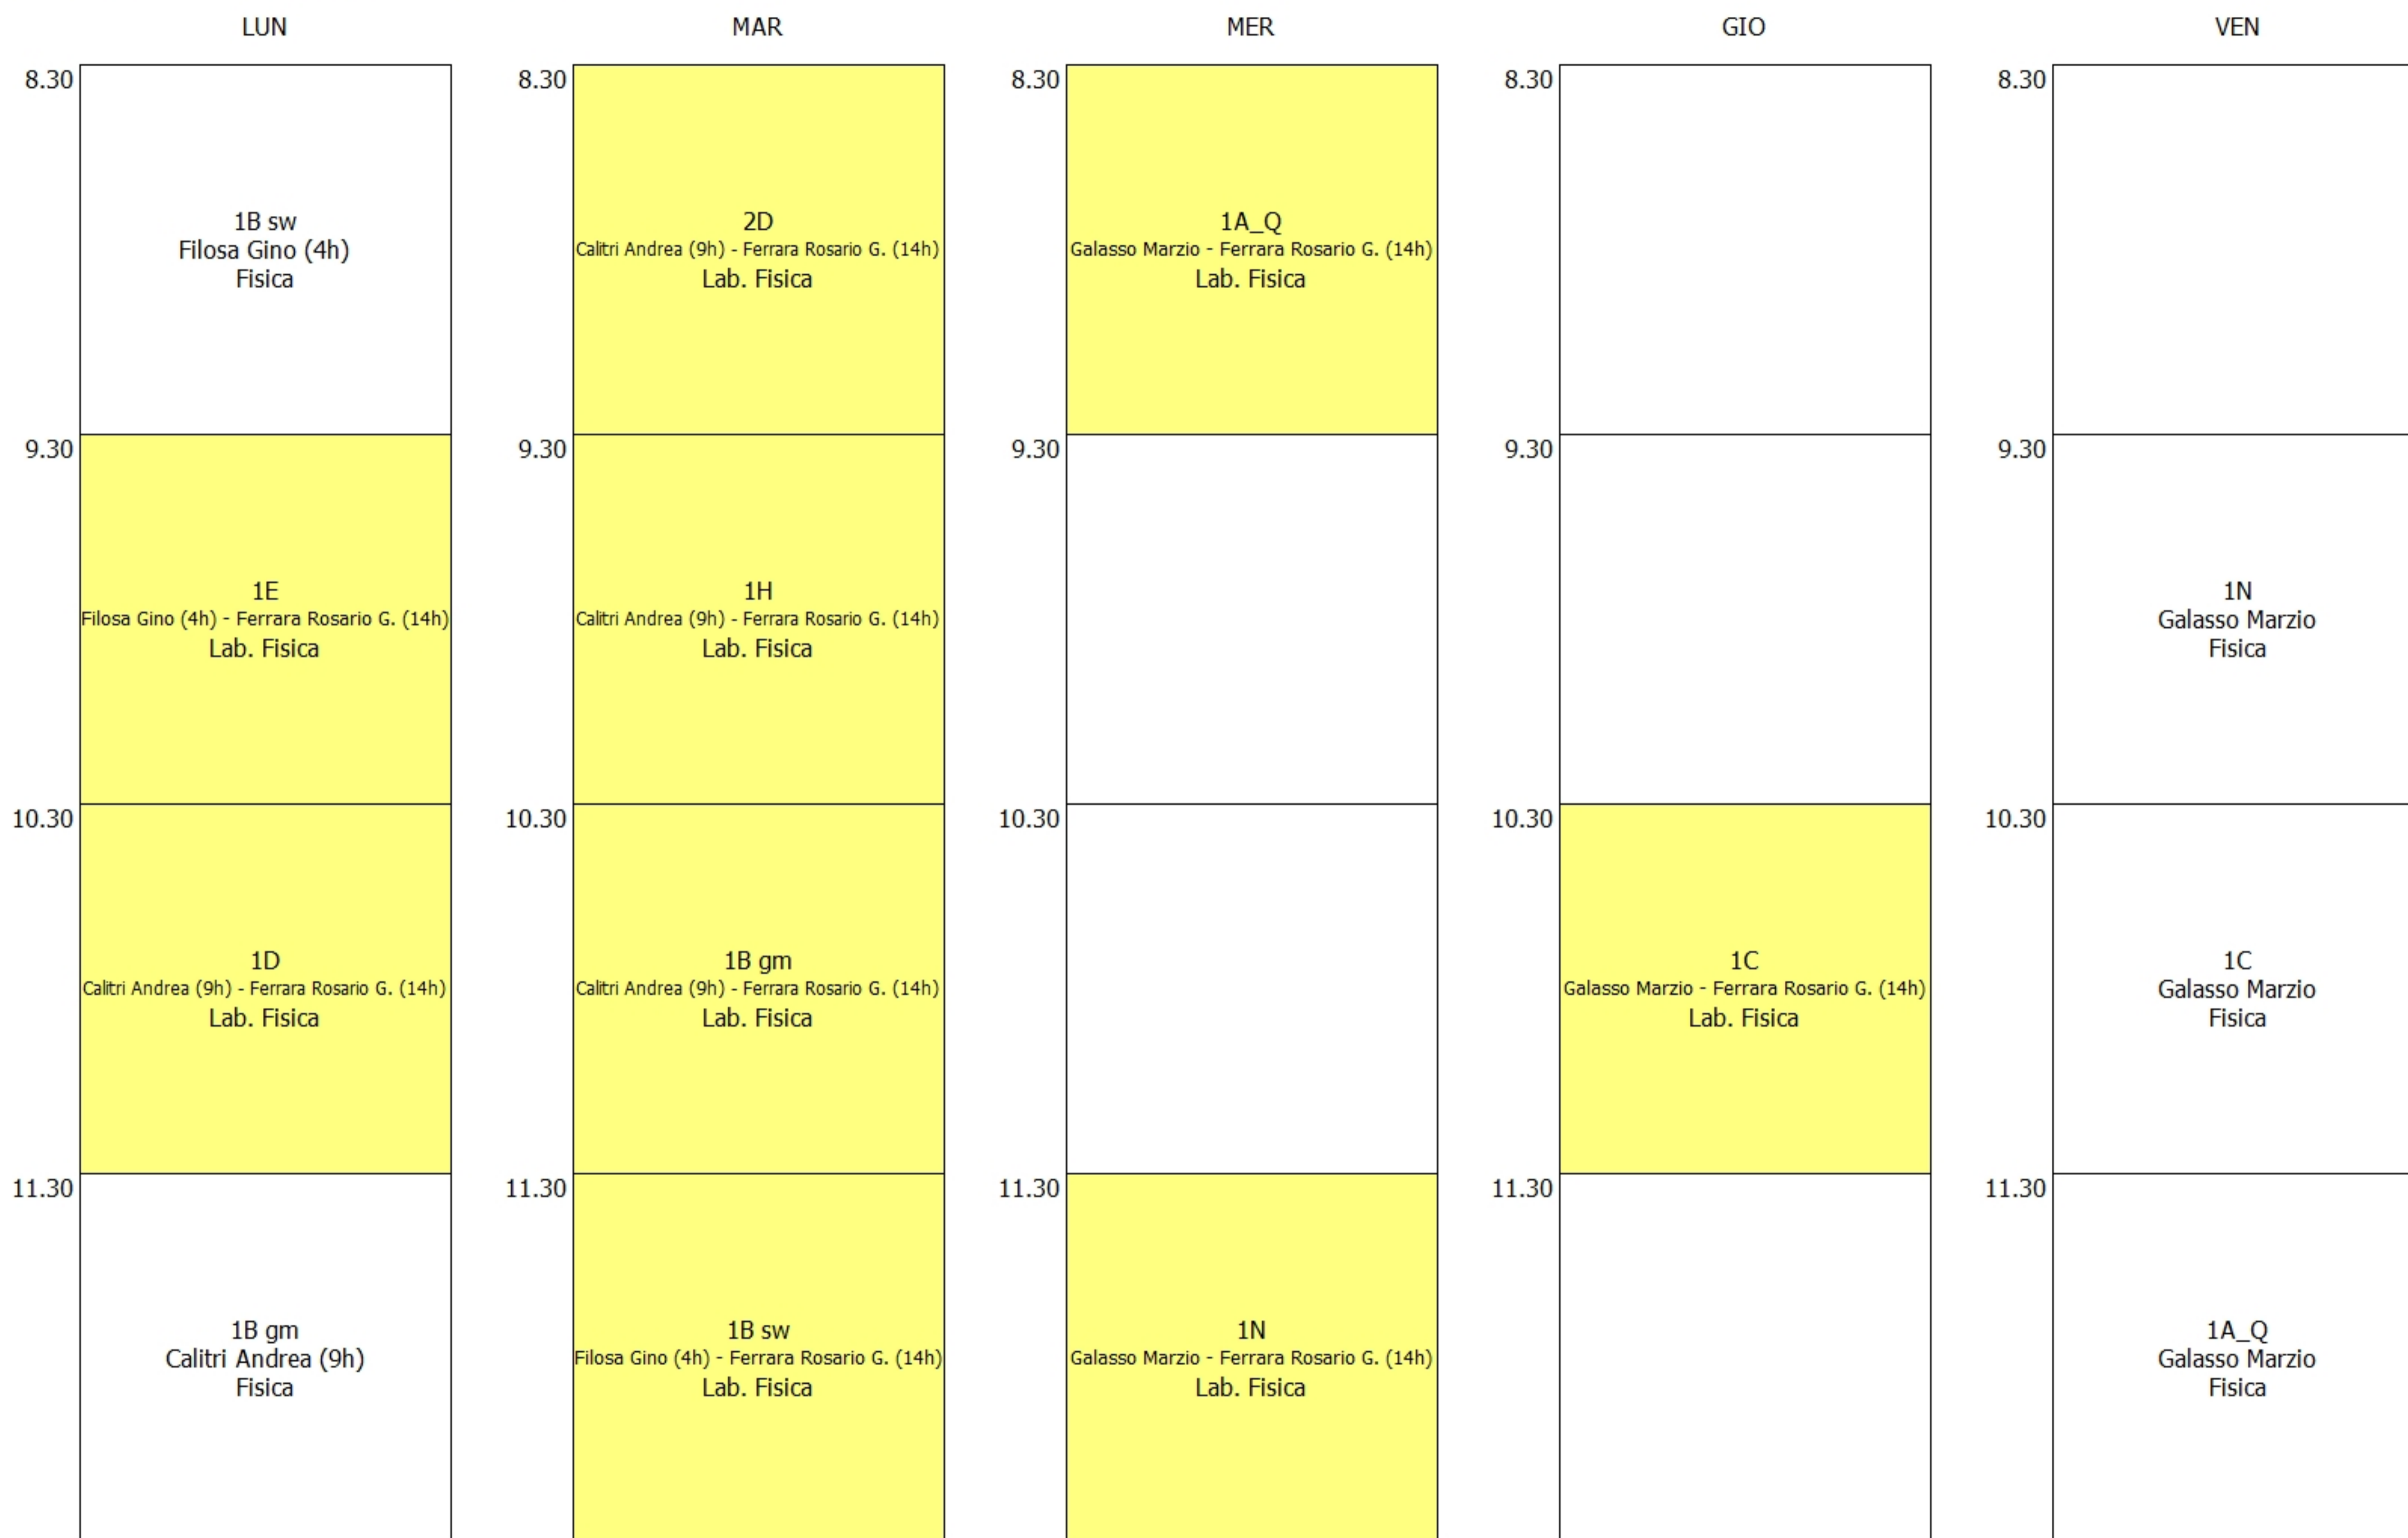 LUN MAR MER GIO VEN
8.30 8.30 8.30 8.30 8.30
1B sw 2D 1A_Q
Filosa Gino (4h) Calitri Andrea (9h) - Ferrara Rosario G. (14h) Galasso Marzio - Ferrara Rosario G. (14h)
Fisica Lab. Fisica Lab. Fisica
9.30 9.30 9.30 9.30 9.30
1E 1H 1N
Filosa Gino (4h) - Ferrara Rosario G. (14h) Calitri Andrea (9h) - Ferrara Rosario G. (14h) Galasso Marzio
Lab. Fisica Lab. Fisica Fisica
10.30 10.30 10.30 10.30 10.30
1D 1B gm 1C 1C
Calitri Andrea (9h) - Ferrara Rosario G. (14h) Calitri Andrea (9h) - Ferrara Rosario G. (14h) Galasso Marzio - Ferrara Rosario G. (14h) Galasso Marzio
Lab. Fisica Lab. Fisica Lab. Fisica Fisica
11.30 11.30 11.30 11.30 11.30
1B gm 1B sw 1N 1A_Q
Calitri Andrea (9h) Filosa Gino (4h) - Ferrara Rosario G. (14h) Galasso Marzio - Ferrara Rosario G. (14h) Galasso Marzio
Fisica Lab. Fisica Lab. Fisica Fisica